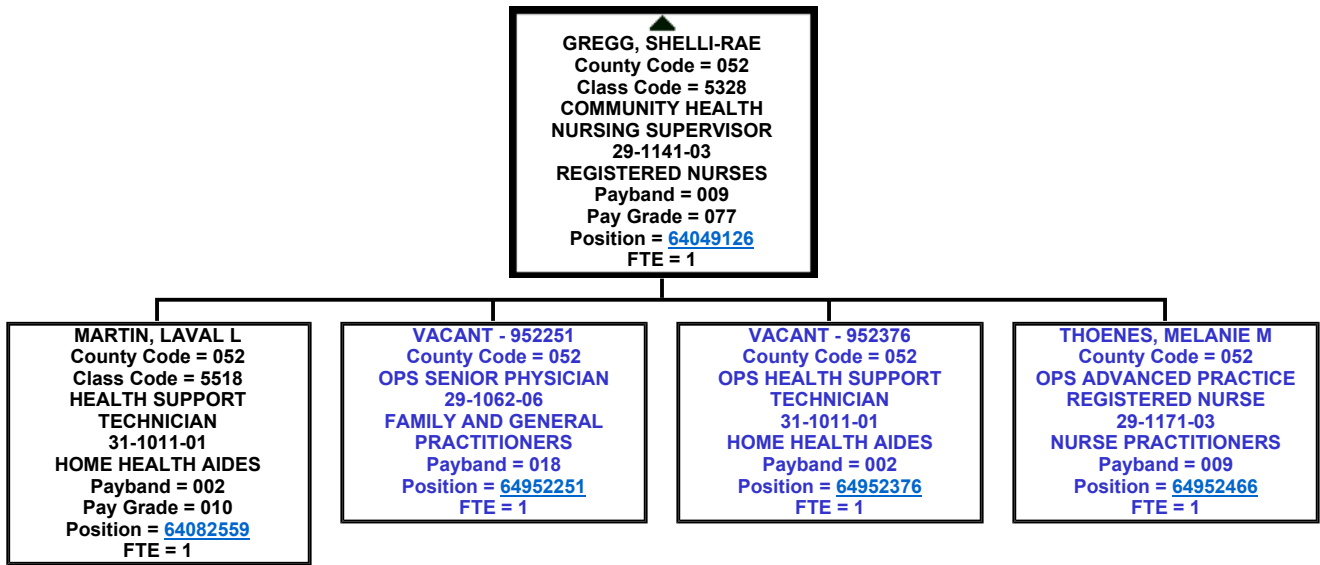 GREGG, SHELLI-RAE
County Code = 052
Class Code = 5328
COMMUNITY HEALTH
NURSING SUPERVISOR
29-1141-03
REGISTERED NURSES
Payband = 009
Pay Grade = 077
Position = 64049126
FTE = 1
MARTIN, LAVAL L
County Code = 052
Class Code = 5518
HEALTH SUPPORT
TECHNICIAN
31-1011-01
HOME HEALTH AIDES
Payband = 002
Pay Grade = 010
Position = 64082559
FTE = 1
VACANT - 952251
County Code = 052
OPS SENIOR PHYSICIAN
29-1062-06
FAMILY AND GENERAL
PRACTITIONERS
Payband = 018
Position = 64952251
FTE = 1
VACANT - 952376
County Code = 052
OPS HEALTH SUPPORT
TECHNICIAN
31-1011-01
HOME HEALTH AIDES
Payband = 002
Position = 64952376
FTE = 1
THOENES, MELANIE M
County Code = 052
OPS ADVANCED PRACTICE
REGISTERED NURSE
29-1171-03
NURSE PRACTITIONERS
Payband = 009
Position = 64952466
FTE = 1